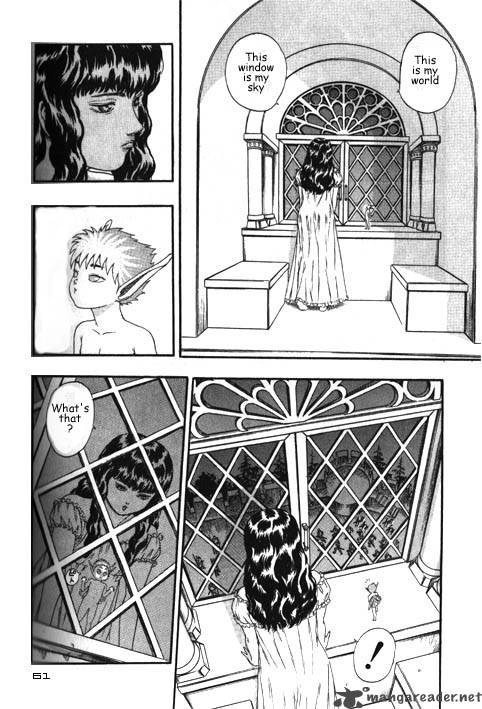 This
window
is my
sky
This
is my
world
What's
that
?
!
61
mangareader.net